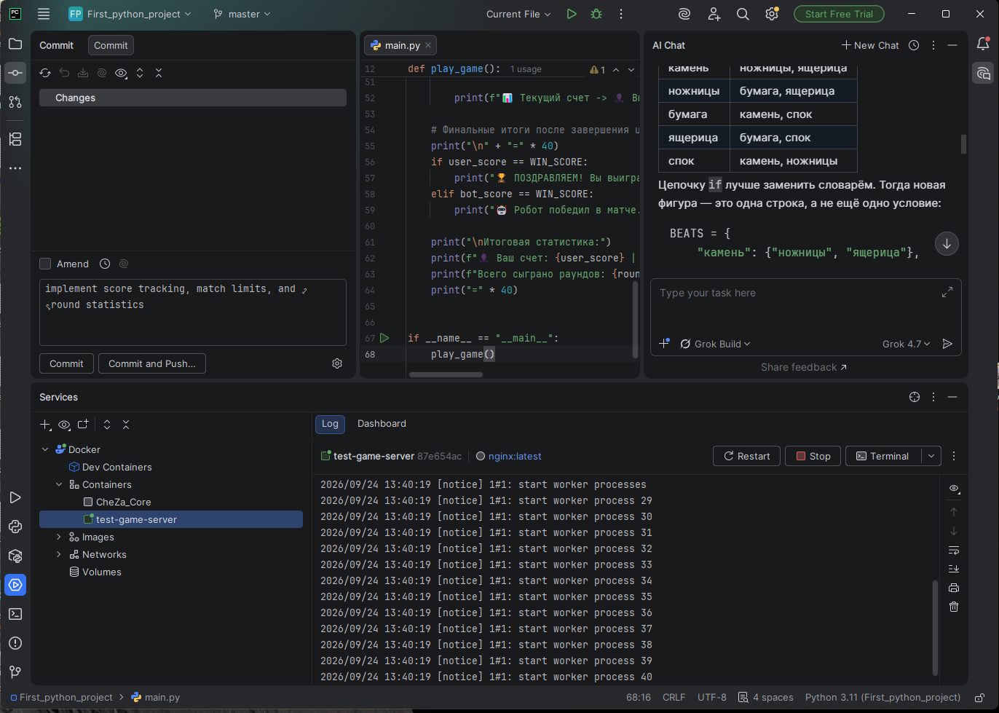 PC
FP First_python_project
master
Current File
Start Free Trial
Commit
Commit
Changes
Amend
implement score tracking, match limits, and
round statistics
Commit
Commit and Push...
main.py
12 def play_game(): 1 usage
1
51
52 print(f"📊 Текущий счет -> 👤 В
53
54 # Финальные итоги после завершения
55 print("\n" + "=" * 40)
56 if user_score == WIN_SCORE:
57 print("🏆 ПОЗДРАВЛЯЕМ! Вы выигра
58 elif bot_score == WIN_SCORE:
59 print("🤖 Робот победил в матче.
60
61 print("\nИтоговая статистика:")
62 print(f"👤 Ваш счет: {user_score} |
63 print(f"Всего сыграно раундов: {roun
64 print("=" * 40)
65
66
67 if __name__ == "__main__":
68 play_game()
AI Chat
New Chat
камень ножницы, ящерица
ножницы бумага, ящерица
бумага камень, спок
ящерица бумага, спок
спок камень, ножницы
Цепочку if лучше заменить словарём. Тогда новая
фигура — это одна строка, а не ещё одно условие:
BEATS = {
"камень": {"ножницы", "ящерица"},
Type your task here
Grok Build
Grok 4.7
Share feedback ↗
Services
Docker
Dev Containers
Containers
CheZa_Core
test-game-server
Images
Networks
Volumes
Log
Dashboard
test-game-server 87e654ac
nginx:latest
Restart
Stop
Terminal
2026/09/24 13:40:19 [notice] 1#1: start worker processes
2026/09/24 13:40:19 [notice] 1#1: start worker process 29
2026/09/24 13:40:19 [notice] 1#1: start worker process 30
2026/09/24 13:40:19 [notice] 1#1: start worker process 31
2026/09/24 13:40:19 [notice] 1#1: start worker process 32
2026/09/24 13:40:19 [notice] 1#1: start worker process 33
2026/09/24 13:40:19 [notice] 1#1: start worker process 34
2026/09/24 13:40:19 [notice] 1#1: start worker process 35
2026/09/24 13:40:19 [notice] 1#1: start worker process 36
2026/09/24 13:40:19 [notice] 1#1: start worker process 37
2026/09/24 13:40:19 [notice] 1#1: start worker process 38
2026/09/24 13:40:19 [notice] 1#1: start worker process 39
2026/09/24 13:40:19 [notice] 1#1: start worker process 40
First_python_project > main.py
68:16
CRLF
UTF-8
4 spaces
Python 3.11 (First_python_project)